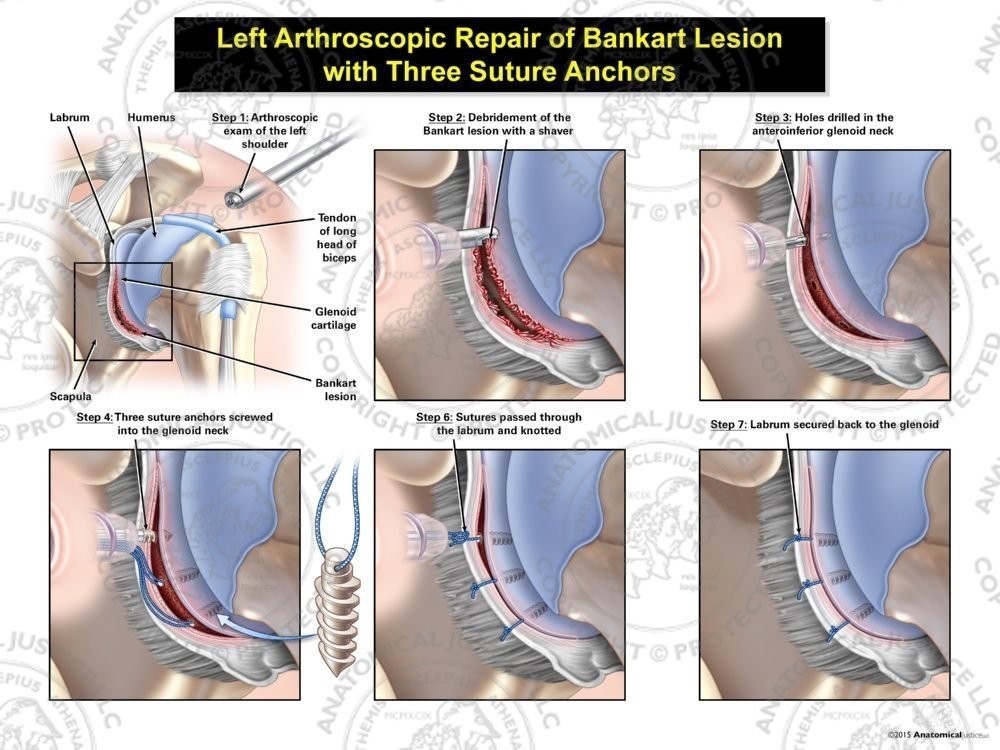 Left Arthroscopic Repair of Bankart Lesion
with Three Suture Anchors
Labrum
Humerus
Step 1: Arthroscopic
exam of the left
shoulder
Tendon
of long
head of
biceps
Glenoid
cartilage
Bankart
lesion
Scapula
Step 2: Debridement of the
Bankart lesion with a shaver
Step 3: Holes drilled in the
anteroinferior glenoid neck
Step 4: Three suture anchors screwed
into the glenoid neck
Step 6: Sutures passed through
the labrum and knotted
Step 7: Labrum secured back to the glenoid
©2015 AnatomicalJustice LLC